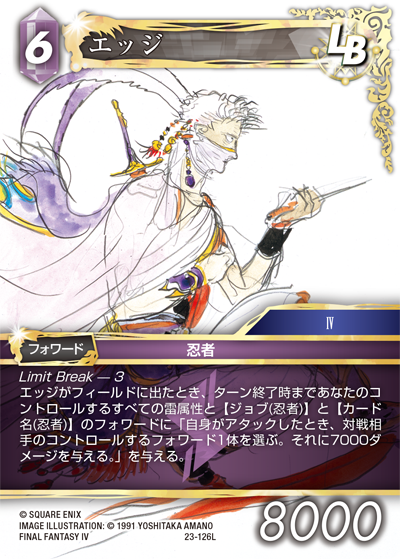 6
エッジ
LB
IV
フォワード
忍者
Limit Break — 3
エッジがフィールドに出たとき、ターン終了時まであなたのコ
ントロールするすべての雷属性と【ジョブ(忍者)】と【カード
名(忍者)】のフォワードに「自身がアタックしたとき、対戦相
手のコントロールするフォワード1体を選ぶ。それに7000ダ
メージを与える。」を与える。
© SQUARE ENIX
IMAGE ILLUSTRATION: © 1991 YOSHITAKA AMANO
FINAL FANTASY IV
23-126L
8000